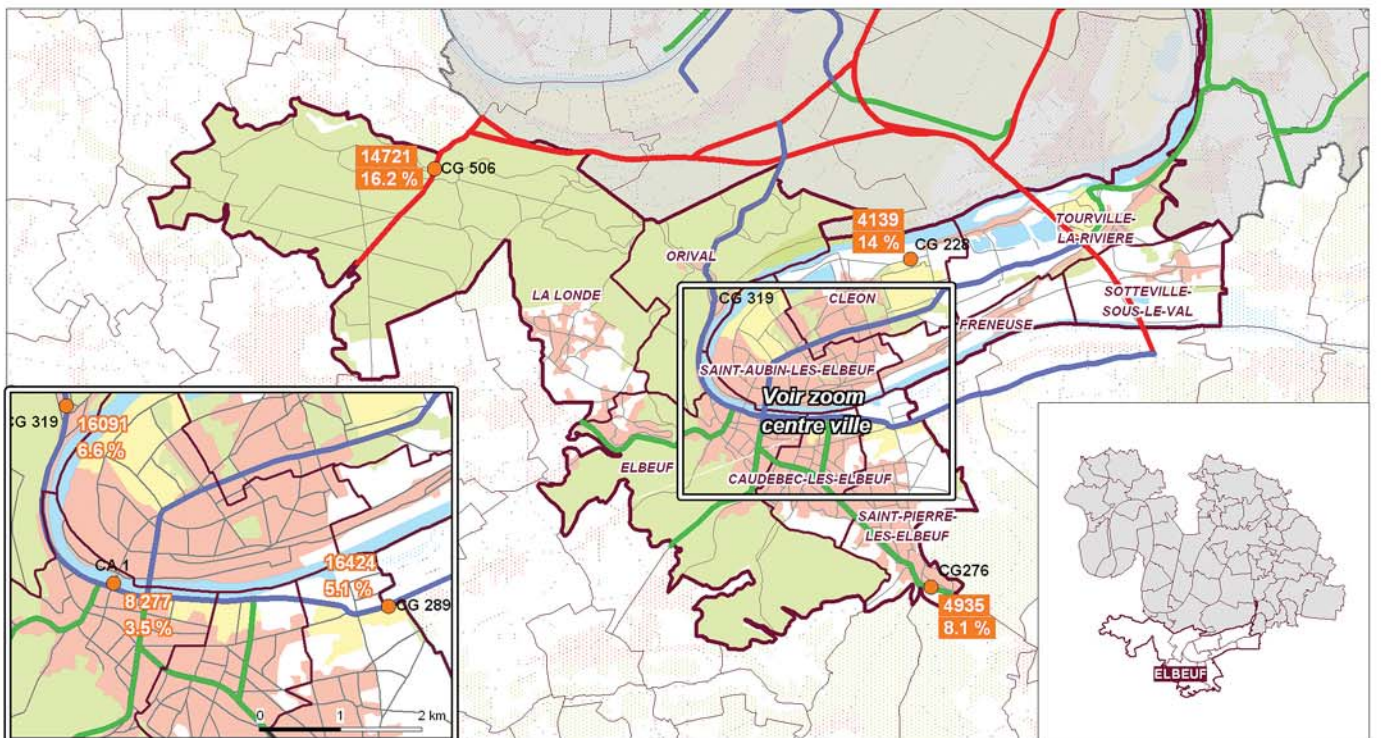 14721
16.2 %
CG 506
4139
14 %
CG 228
TOURVILLE-
LA-RIVIERE
ORIVAL
LA LONDE
CG 319
CLEON
SOTTEVILLE-
SOUS-LE-VAL
FRENEUSE
SAINT-AUBIN-LES-ELBEUF
Voir zoom
centre ville
ELBEUF
CAUDEBEC-LES-ELBEUF
SAINT-PIERRE-
LES-ELBEUF
CG276
4935
8.1 %
CG 319
16091
6.6 %
CA 1
8 277
3.5 %
16424
5.1 %
CG 289
0 1 2 km
ELBEUF